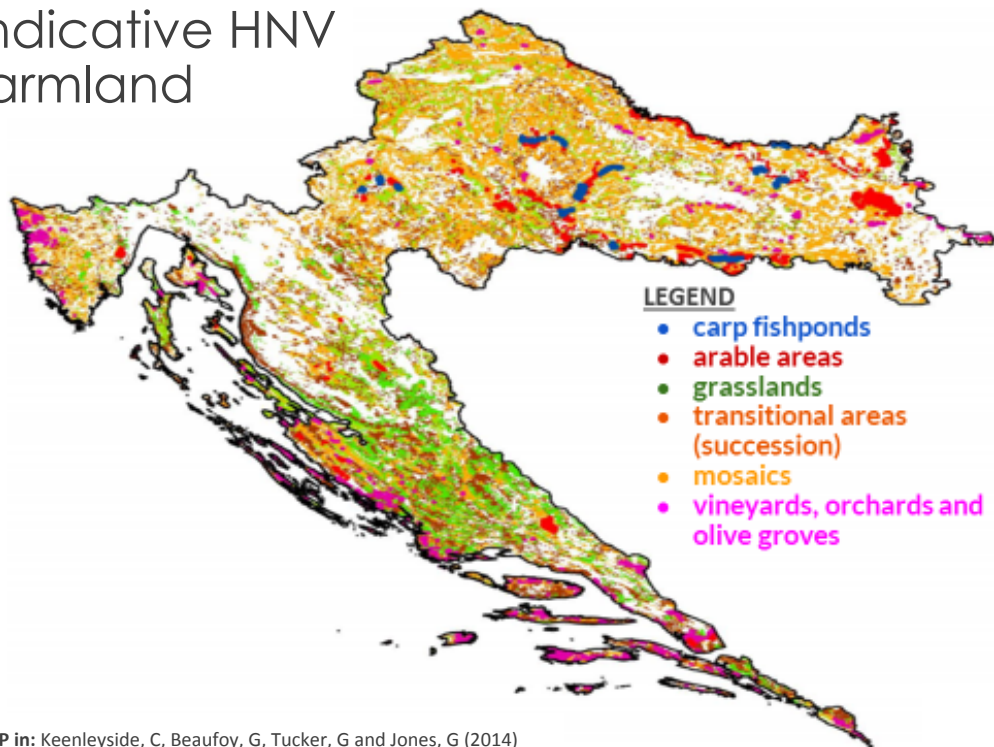 ndicative HNV
armland
LEGEND
• carp fishponds
• arable areas
• grasslands
• transitional areas
(succession)
• mosaics
• vineyards, orchards and
olive groves
P in: Keenleyside, C, Beaufoy, G, Tucker, G and Jones, G (2014)